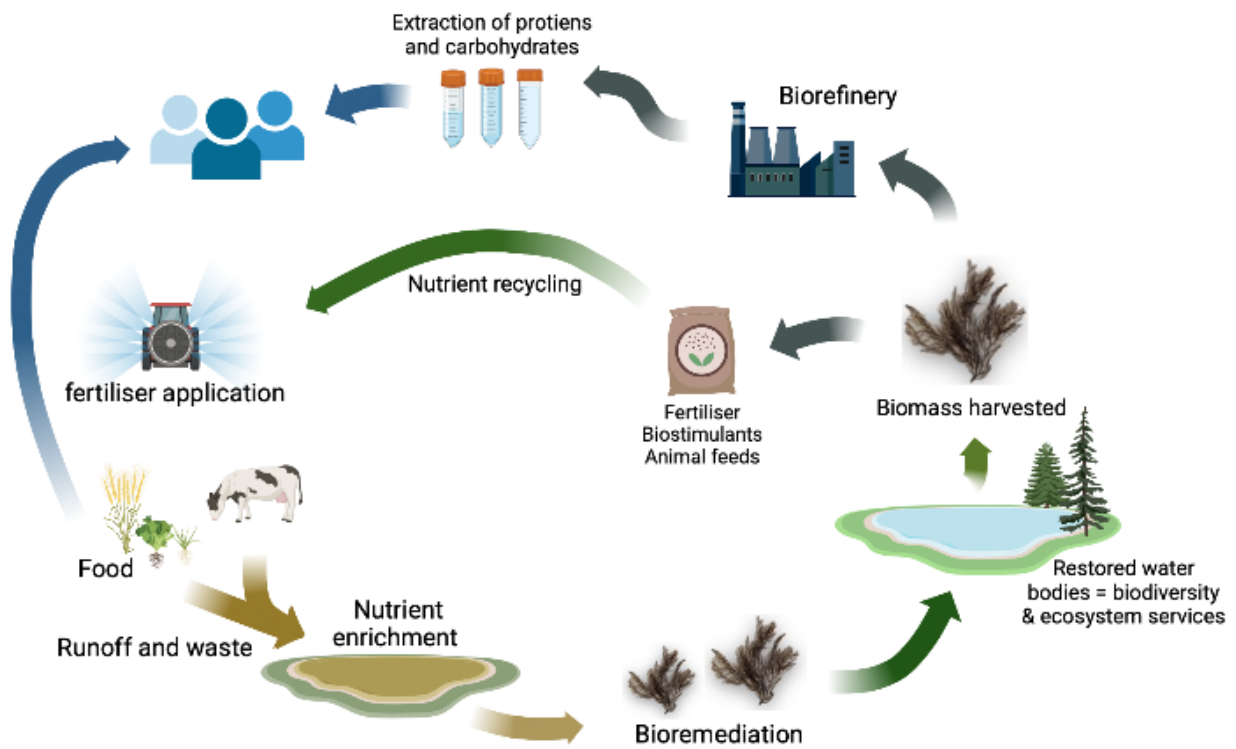 Extraction of protiens
and carbohydrates
Biorefinery
Nutrient recycling
fertiliser application
Fertiliser
Biostimulants
Animal feeds
Biomass harvested
Food
Restored water
bodies = biodiversity
& ecosystem services
Nutrient
enrichment
Runoff and waste
Bioremediation